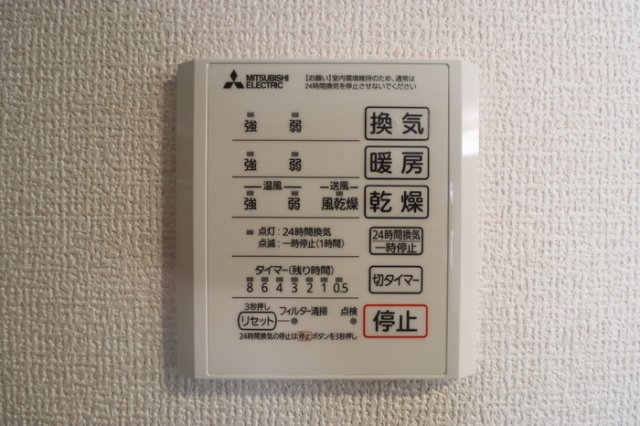 MITSUBISHI
ELECTRIC
【お願い】室内環境維持のため、通常は
24時間換気を停止させないでください
強 弱 換気
強 弱 暖房
温風 送風
強 弱 風乾燥 乾燥
点灯:24時間換気
点滅:一時停止(1時間)
24時間換気
一時停止
タイマー(残り時間)
8 6 4 3 2 1 0.5
切タイマー
3秒押し
リセット フィルター清掃 点検
停止
24時間換気の停止は停止ボタンを3秒押し